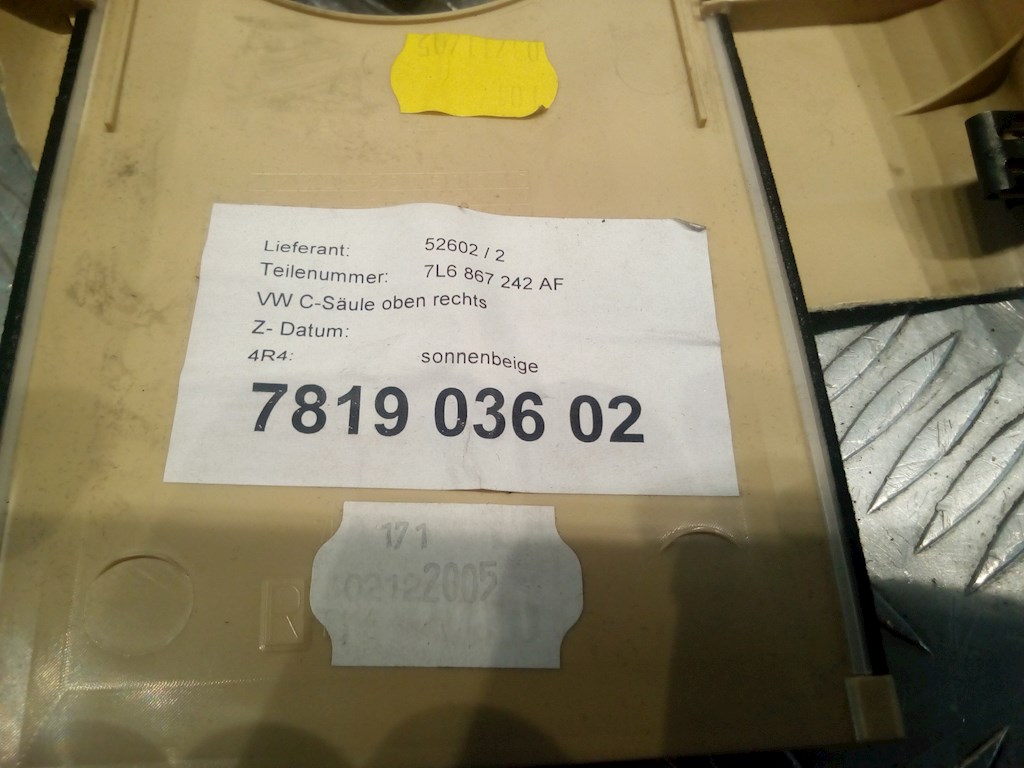 Lieferant: 52602 / 2
Teilenummer: 7L6 867 242 AF
VW C-Säule oben rechts
Z- Datum:
4R4: sonnenbeige
7819 036 02
171
02122005
R